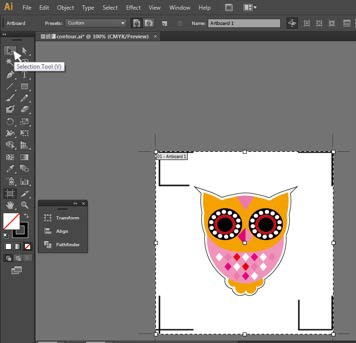 Ai File Edit Object Type Select Effect View Window Help
Artboard Presets: Custom Name: Artboard 1
contour.ai* @ 100% (CMYK/Preview) ×
Selection Tool (V)
01 - Artboard 1
Transform
Align
Pathfinder